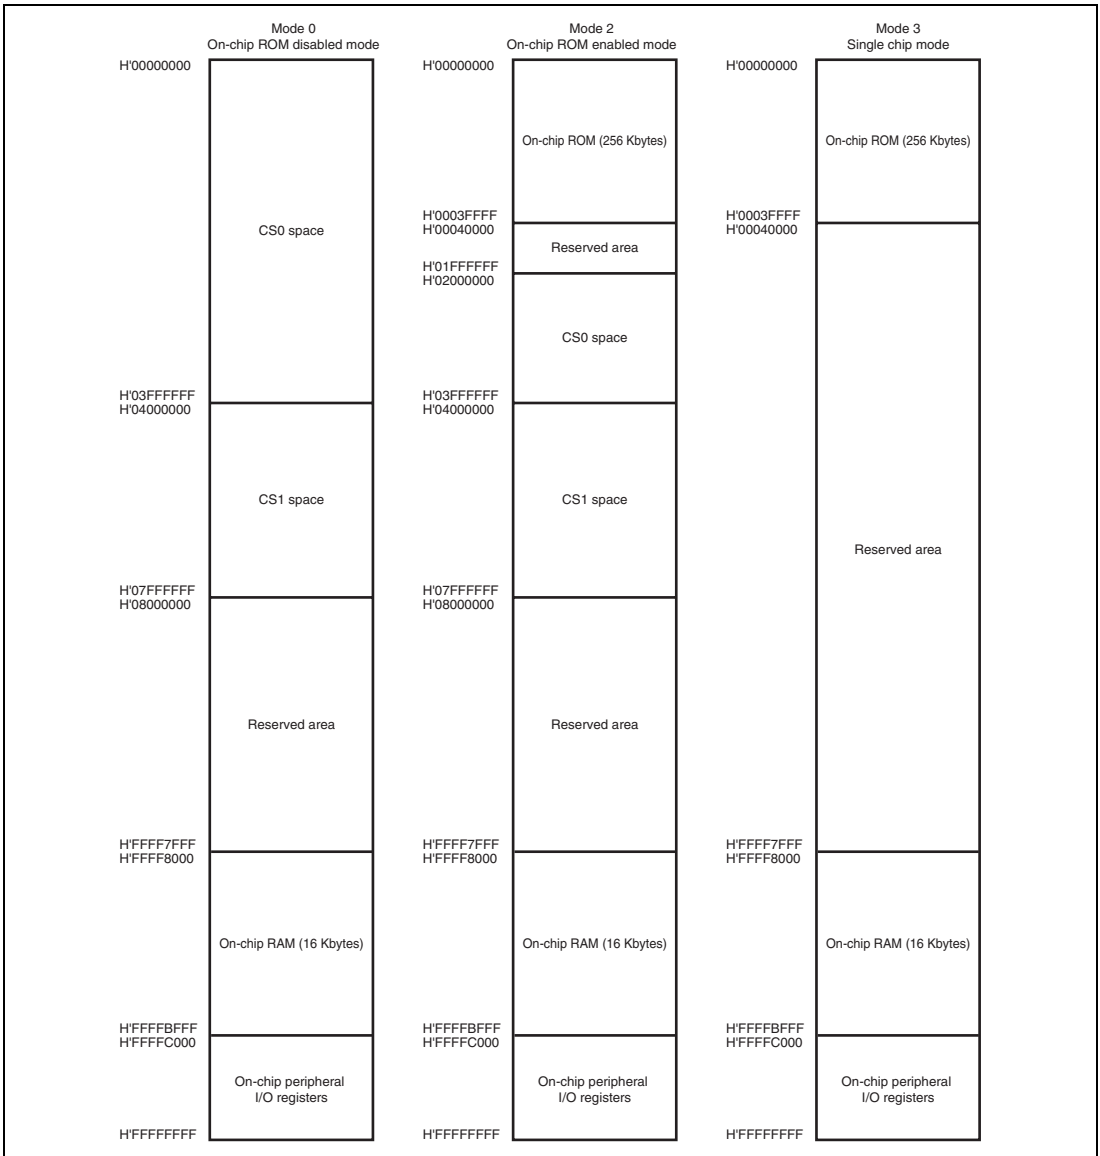 Mode 0
On-chip ROM disabled mode
H'00000000
CS0 space
H'03FFFFFF
H'04000000
CS1 space
H'07FFFFFF
H'08000000
Reserved area
H'FFFF7FFF
H'FFFF8000
On-chip RAM (16 Kbytes)
H'FFFFBFFF
H'FFFFC000
On-chip peripheral
I/O registers
H'FFFFFFFF
Mode 2
On-chip ROM enabled mode
H'00000000
On-chip ROM (256 Kbytes)
H'0003FFFF
H'00040000
Reserved area
H'01FFFFFF
H'02000000
CS0 space
H'03FFFFFF
H'04000000
CS1 space
H'07FFFFFF
H'08000000
Reserved area
H'FFFF7FFF
H'FFFF8000
On-chip RAM (16 Kbytes)
H'FFFFBFFF
H'FFFFC000
On-chip peripheral
I/O registers
H'FFFFFFFF
Mode 3
Single chip mode
H'00000000
On-chip ROM (256 Kbytes)
H'0003FFFF
H'00040000
Reserved area
H'FFFF7FFF
H'FFFF8000
On-chip RAM (16 Kbytes)
H'FFFFBFFF
H'FFFFC000
On-chip peripheral
I/O registers
H'FFFFFFFF